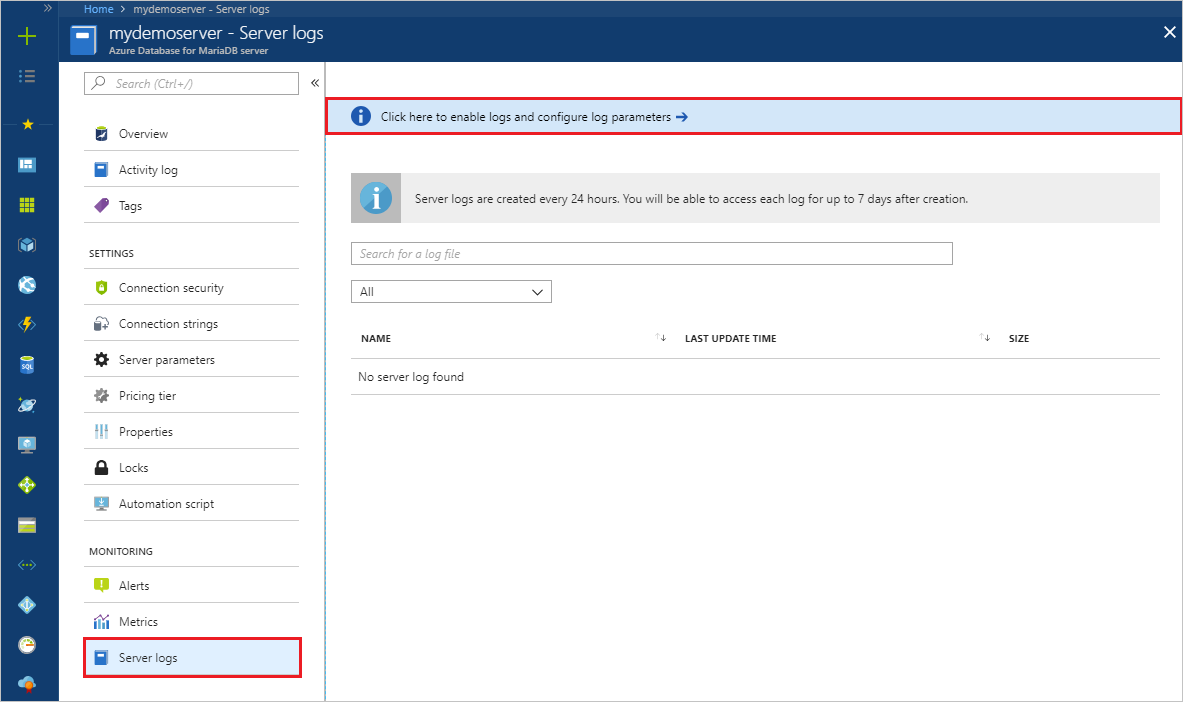 Home > mydemoserver - Server logs
mydemoserver - Server logs
Azure Database for MariaDB server
Search (Ctrl+/)
Overview
Activity log
Tags
SETTINGS
Connection security
Connection strings
Server parameters
Pricing tier
Properties
Locks
Automation script
MONITORING
Alerts
Metrics
Server logs
Click here to enable logs and configure log parameters →
Server logs are created every 24 hours. You will be able to access each log for up to 7 days after creation.
Search for a log file
All
NAME LAST UPDATE TIME SIZE
No server log found
SQL